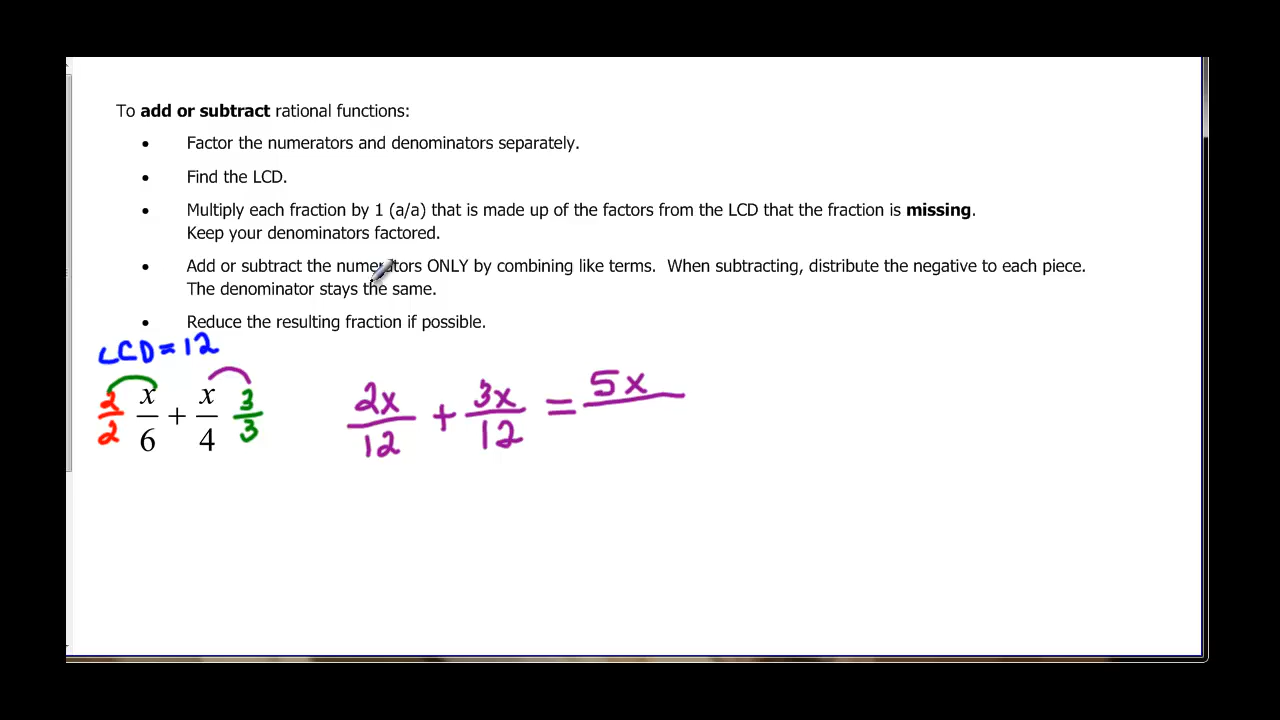 To add or subtract rational functions:
• Factor the numerators and denominators separately.
• Find the LCD.
• Multiply each fraction by 1 (a/a) that is made up of the factors from the LCD that the fraction is missing.
Keep your denominators factored.
• Add or subtract the numerators ONLY by combining like terms. When subtracting, distribute the negative to each piece.
The denominator stays the same.
• Reduce the resulting fraction if possible.
LCD=12
2/2 x/6 + x/4 3/3 2x/12 + 3x/12 = 5x/